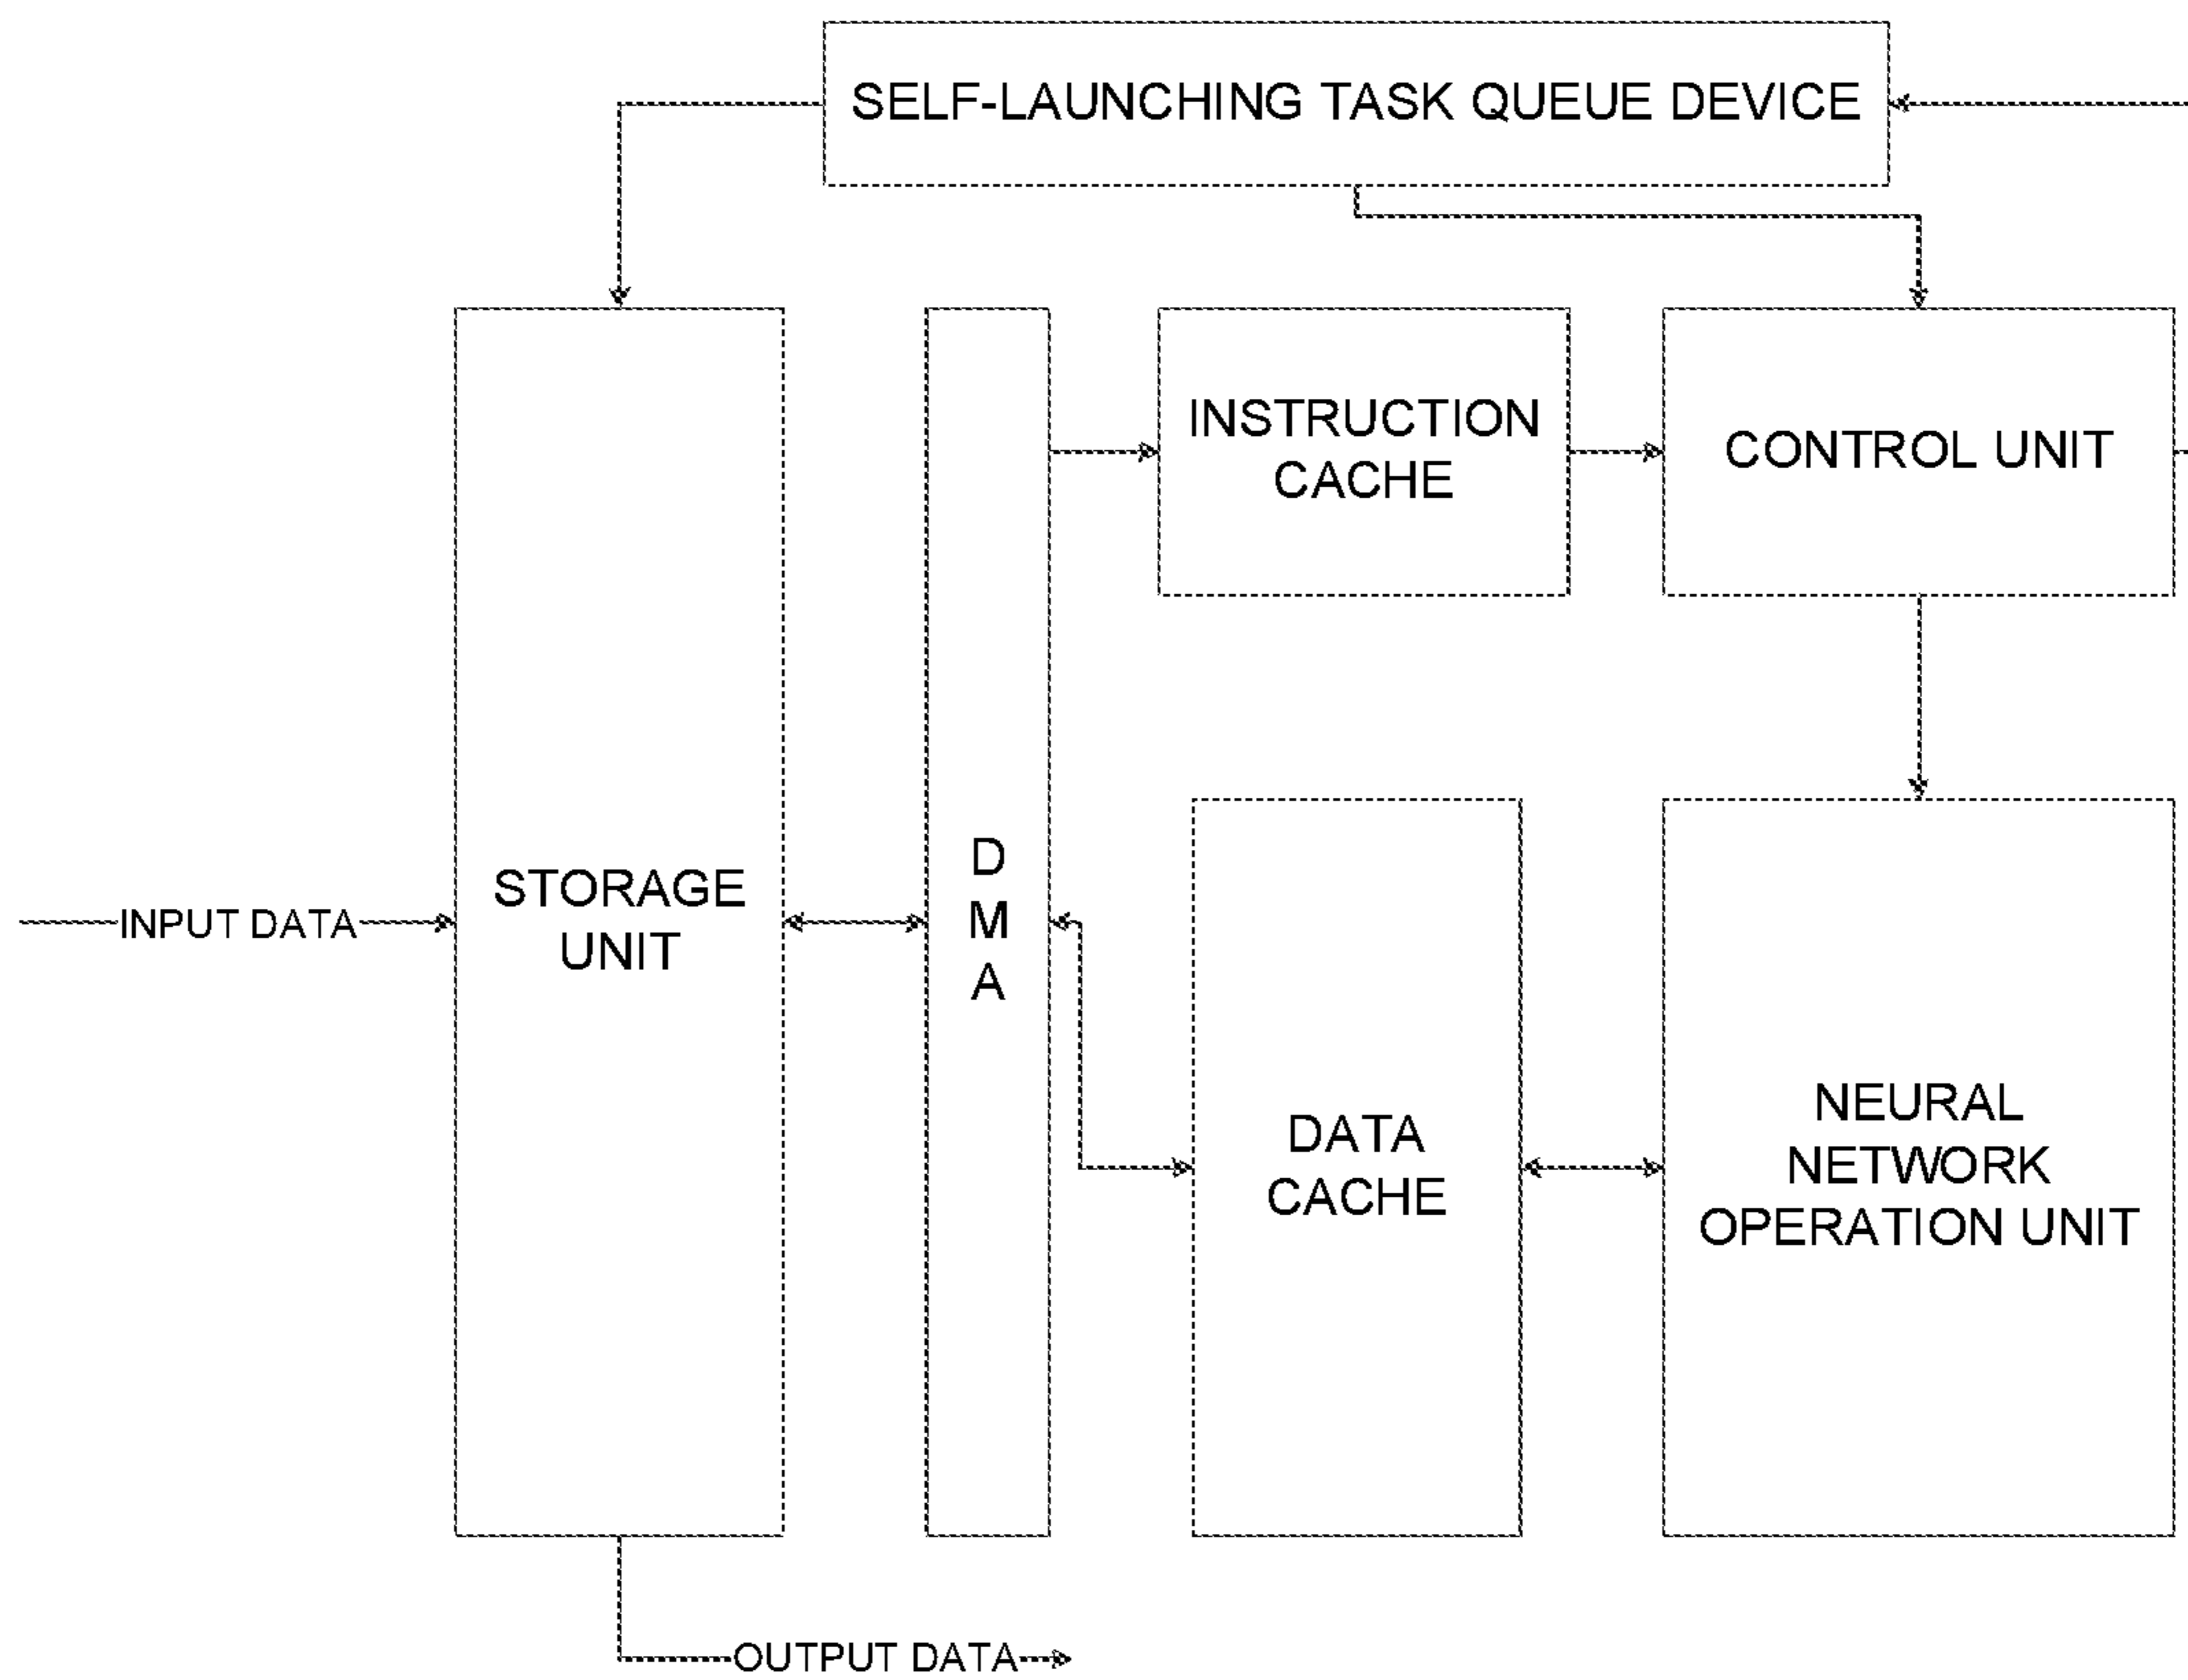 SELF-LAUNCHING TASK QUEUE DEVICE
INSTRUCTION
CACHE
CONTROL UNIT
INPUT DATA
STORAGE
UNIT
D
M
A
DATA
CACHE
NEURAL
NETWORK
OPERATION UNIT
OUTPUT DATA